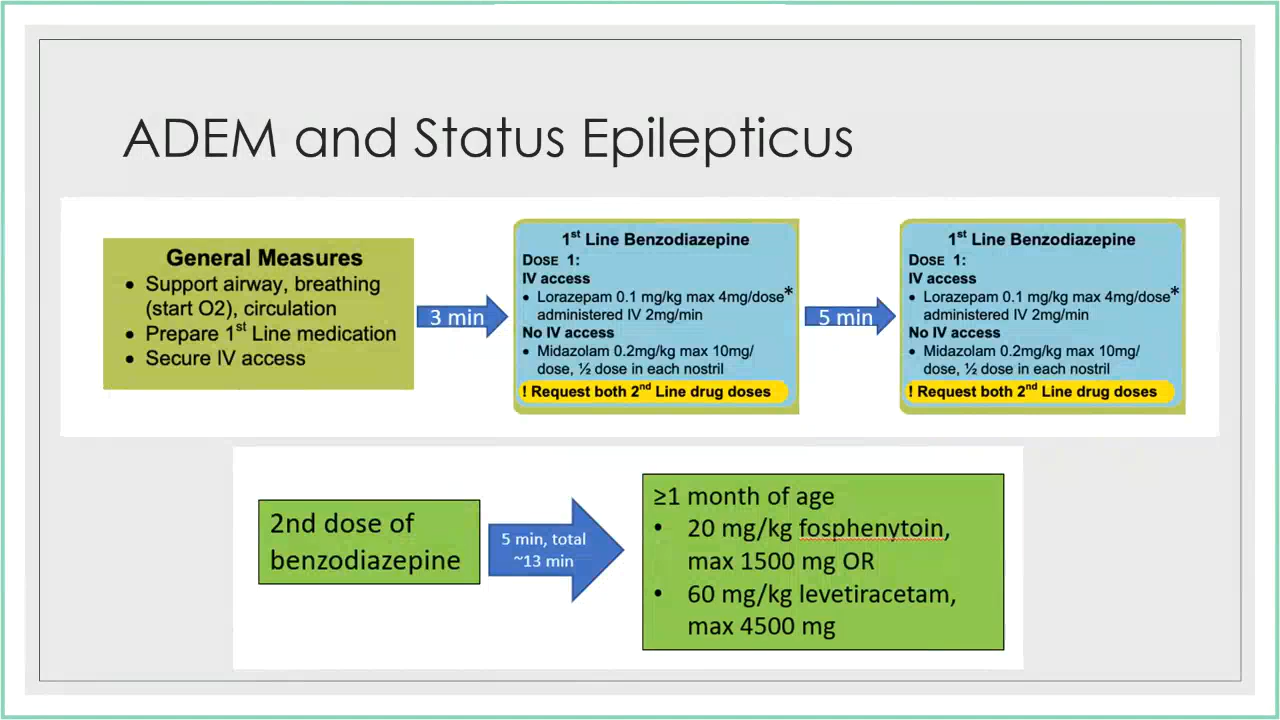 ADEM and Status Epilepticus
General Measures
• Support airway, breathing
(start O2), circulation
• Prepare 1st Line medication
• Secure IV access
3 min
1st Line Benzodiazepine
DOSE 1:
IV access
• Lorazepam 0.1 mg/kg max 4mg/dose*
administered IV 2mg/min
No IV access
• Midazolam 0.2mg/kg max 10mg/
dose, ½ dose in each nostril
! Request both 2nd Line drug doses
5 min
1st Line Benzodiazepine
DOSE 1:
IV access
• Lorazepam 0.1 mg/kg max 4mg/dose*
administered IV 2mg/min
No IV access
• Midazolam 0.2mg/kg max 10mg/
dose, ½ dose in each nostril
! Request both 2nd Line drug doses
2nd dose of
benzodiazepine
5 min, total
~13 min
≥1 month of age
• 20 mg/kg fosphenytoin,
max 1500 mg OR
• 60 mg/kg levetiracetam,
max 4500 mg